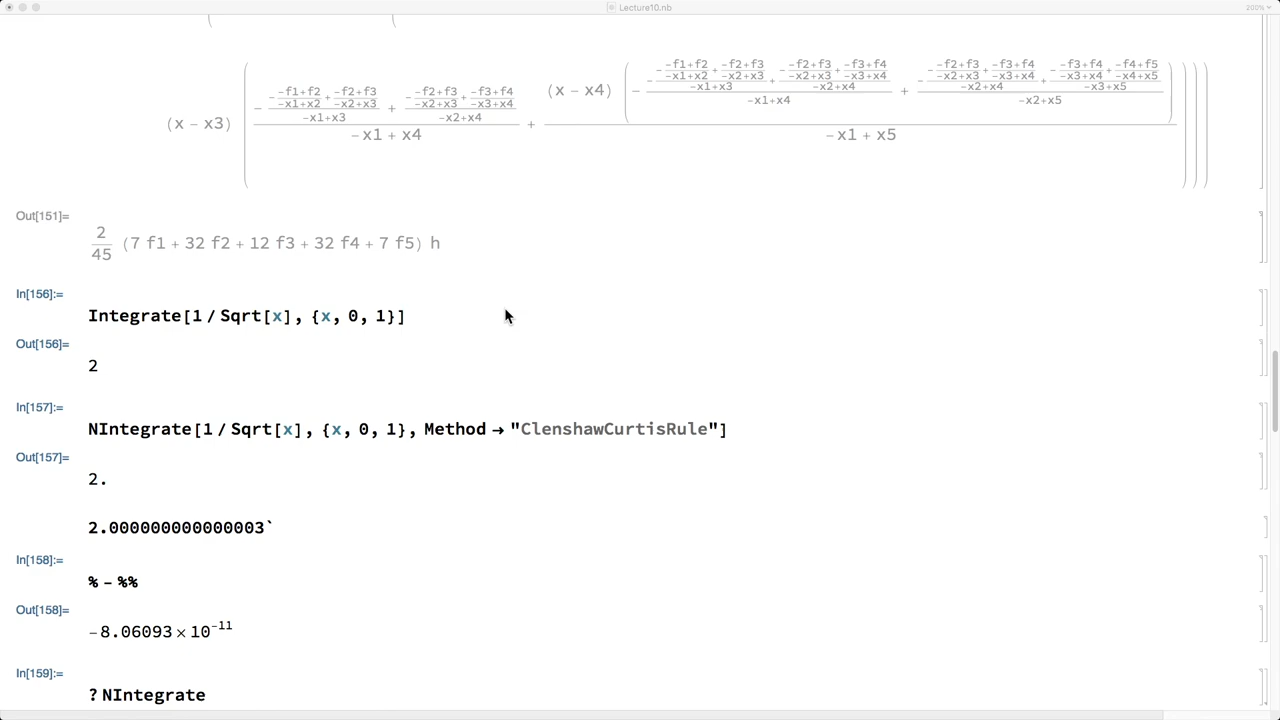 Lecture10.nb
200%
-f1+f2 -f2+f3 -f2+f3 -f3+f4 -f2+f3 -f3+f4 -f3+f4 -f4+f5
-x1+x2 -x2+x3 -x2+x3 -x3+x4 -x2+x3 -x3+x4 -x3+x4 -x4+x5
-x1+x3 -x2+x4 -x2+x4 -x3+x5
-x1+x4 -x2+x5
(x - x4)
-f1+f2 -f2+f3 -f2+f3 -f3+f4
-x1+x2 -x2+x3 -x2+x3 -x3+x4
-x1+x3 -x2+x4
(x - x3) -x1 + x4 + -x1 + x5
Out[151]=
2/45 (7 f1 + 32 f2 + 12 f3 + 32 f4 + 7 f5) h
In[156]:=
Integrate[1 / Sqrt[x], {x, 0, 1}]
Out[156]=
2
In[157]:=
NIntegrate[1 / Sqrt[x], {x, 0, 1}, Method → "ClenshawCurtisRule"]
Out[157]=
2.
2.000000000000003`
In[158]:=
% - %%
Out[158]=
-8.06093 × 10^-11
In[159]:=
? NIntegrate